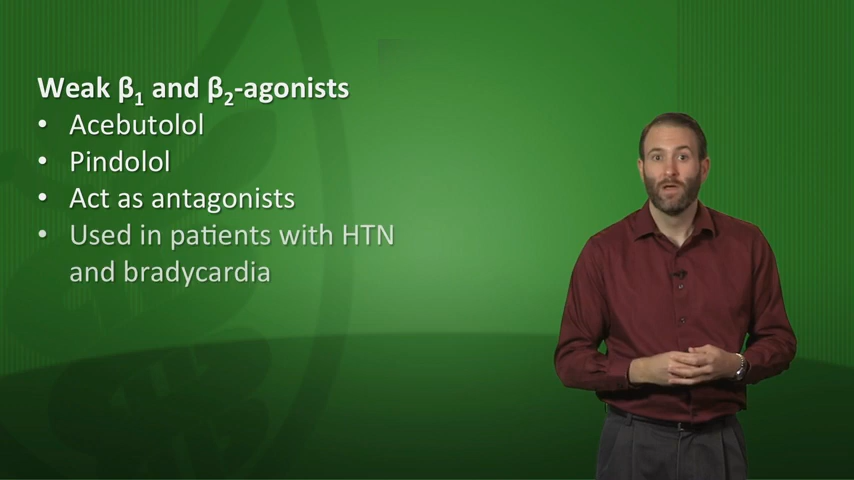 Weak β₁ and β₂-agonists
• Acebutolol
• Pindolol
• Act as antagonists
• Used in patients with HTN
and bradycardia